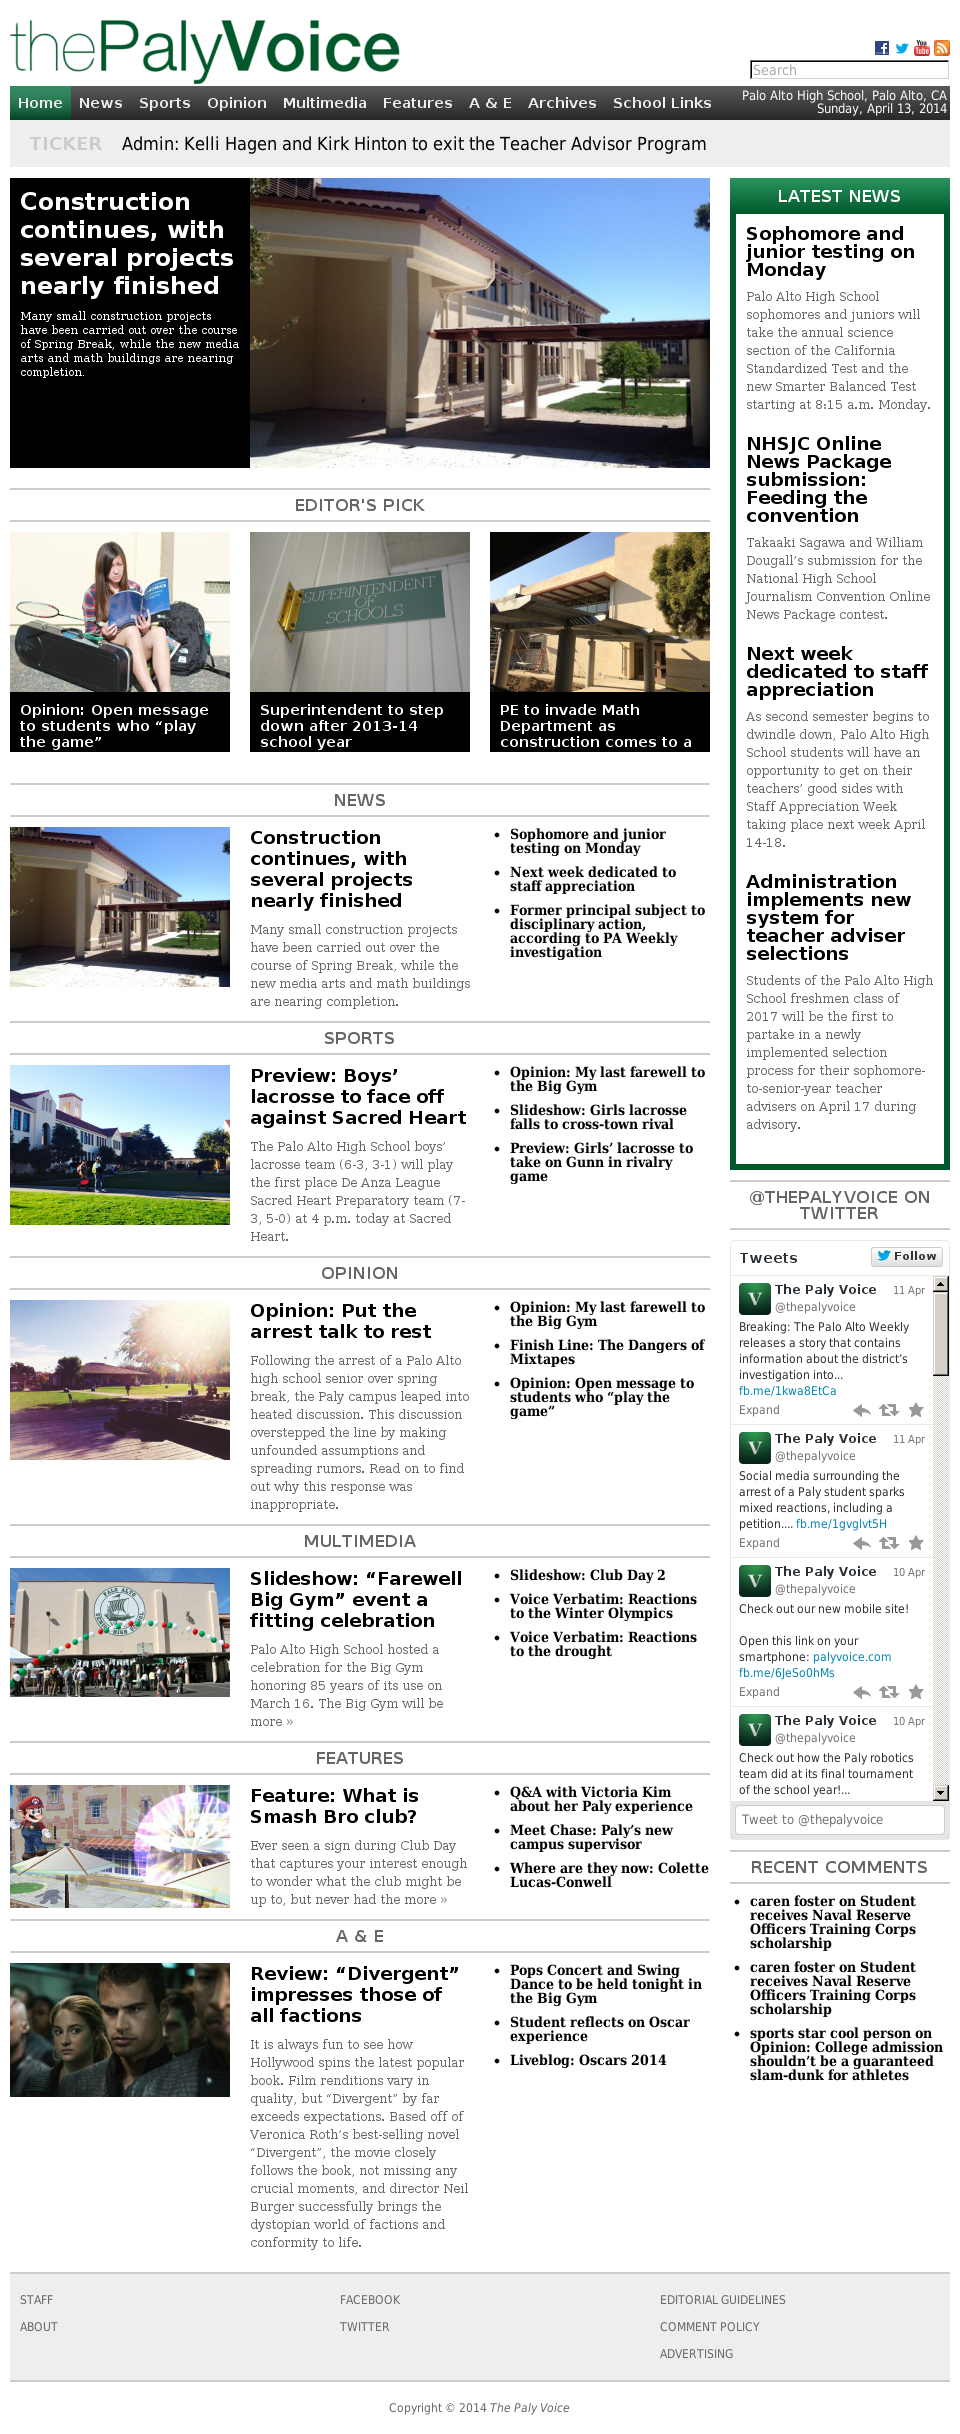 thePalyVoice
Search
Home News Sports Opinion Multimedia Features A & E Archives School Links
Palo Alto High School, Palo Alto, CA
Sunday, April 13, 2014
TICKER Admin: Kelli Hagen and Kirk Hinton to exit the Teacher Advisor Program
Construction
continues, with
several projects
nearly finished
Many small construction projects
have been carried out over the course
of Spring Break, while the new media
arts and math buildings are nearing
completion.
EDITOR'S PICK
SUPERINTENDENT
OF
SCHOOLS
Opinion: Open message
to students who “play
the game”
Superintendent to step
down after 2013-14
school year
PE to invade Math
Department as
construction comes to a
NEWS
Construction
continues, with
several projects
nearly finished
Many small construction projects
have been carried out over the
course of Spring Break, while the
new media arts and math buildings
are nearing completion.
• Sophomore and junior
testing on Monday
• Next week dedicated to
staff appreciation
• Former principal subject to
disciplinary action,
according to PA Weekly
investigation
SPORTS
Preview: Boys’
lacrosse to face off
against Sacred Heart
The Palo Alto High School boys’
lacrosse team (6-3, 3-1) will play
the first place De Anza League
Sacred Heart Preparatory team (7-
3, 5-0) at 4 p.m. today at Sacred
Heart.
• Opinion: My last farewell to
the Big Gym
• Slideshow: Girls lacrosse
falls to cross-town rival
• Preview: Girls’ lacrosse to
take on Gunn in rivalry
game
OPINION
Opinion: Put the
arrest talk to rest
Following the arrest of a Palo Alto
high school senior over spring
break, the Paly campus leaped into
heated discussion. This discussion
overstepped the line by making
unfounded assumptions and
spreading rumors. Read on to find
out why this response was
inappropriate.
• Opinion: My last farewell to
the Big Gym
• Finish Line: The Dangers of
Mixtapes
• Opinion: Open message to
students who “play the
game”
MULTIMEDIA
PALO ALTO
Slideshow: “Farewell
Big Gym” event a
fitting celebration
Palo Alto High School hosted a
celebration for the Big Gym
honoring 85 years of its use on
March 16. The Big Gym will be
more »
• Slideshow: Club Day 2
• Voice Verbatim: Reactions
to the Winter Olympics
• Voice Verbatim: Reactions
to the drought
FEATURES
Feature: What is
Smash Bro club?
Ever seen a sign during Club Day
that captures your interest enough
to wonder what the club might be
up to, but never had the more »
• Q&A with Victoria Kim
about her Paly experience
• Meet Chase: Paly’s new
campus supervisor
• Where are they now: Colette
Lucas-Conwell
A & E
Review: “Divergent”
impresses those of
all factions
It is always fun to see how
Hollywood spins the latest popular
book. Film renditions vary in
quality, but “Divergent” by far
exceeds expectations. Based off of
Veronica Roth’s best-selling novel
“Divergent”, the movie closely
follows the book, not missing any
crucial moments, and director Neil
Burger successfully brings the
dystopian world of factions and
conformity to life.
• Pops Concert and Swing
Dance to be held tonight in
the Big Gym
• Student reflects on Oscar
experience
• Liveblog: Oscars 2014
LATEST NEWS
Sophomore and
junior testing on
Monday
Palo Alto High School
sophomores and juniors will
take the annual science
section of the California
Standardized Test and the
new Smarter Balanced Test
starting at 8:15 a.m. Monday.
NHSJC Online
News Package
submission:
Feeding the
convention
Takaaki Sagawa and William
Dougall’s submission for the
National High School
Journalism Convention Online
News Package contest.
Next week
dedicated to staff
appreciation
As second semester begins to
dwindle down, Palo Alto High
School students will have an
opportunity to get on their
teachers’ good sides with
Staff Appreciation Week
taking place next week April
14-18.
Administration
implements new
system for
teacher adviser
selections
Students of the Palo Alto High
School freshmen class of
2017 will be the first to
partake in a newly
implemented selection
process for their sophomore-
to-senior-year teacher
advisers on April 17 during
advisory.
@THEPALYVOICE ON
TWITTER
Tweets Follow
The Paly Voice 11 Apr
@thepalyvoice
Breaking: The Palo Alto Weekly
releases a story that contains
information about the district’s
investigation into...
fb.me/1kwa8EtCa
Expand
The Paly Voice 11 Apr
@thepalyvoice
Social media surrounding the
arrest of a Paly student sparks
mixed reactions, including a
petition.... fb.me/1gvglvt5H
Expand
The Paly Voice 10 Apr
@thepalyvoice
Check out our new mobile site!
Open this link on your
smartphone: palyvoice.com
fb.me/6JeSo0hMs
Expand
The Paly Voice 10 Apr
@thepalyvoice
Check out how the Paly robotics
team did at its final tournament
of the school year!...
Tweet to @thepalyvoice
RECENT COMMENTS
• caren foster on Student
receives Naval Reserve
Officers Training Corps
scholarship
• caren foster on Student
receives Naval Reserve
Officers Training Corps
scholarship
• sports star cool person on
Opinion: College admission
shouldn’t be a guaranteed
slam-dunk for athletes
STAFF FACEBOOK EDITORIAL GUIDELINES
ABOUT TWITTER COMMENT POLICY
ADVERTISING
Copyright © 2014 The Paly Voice